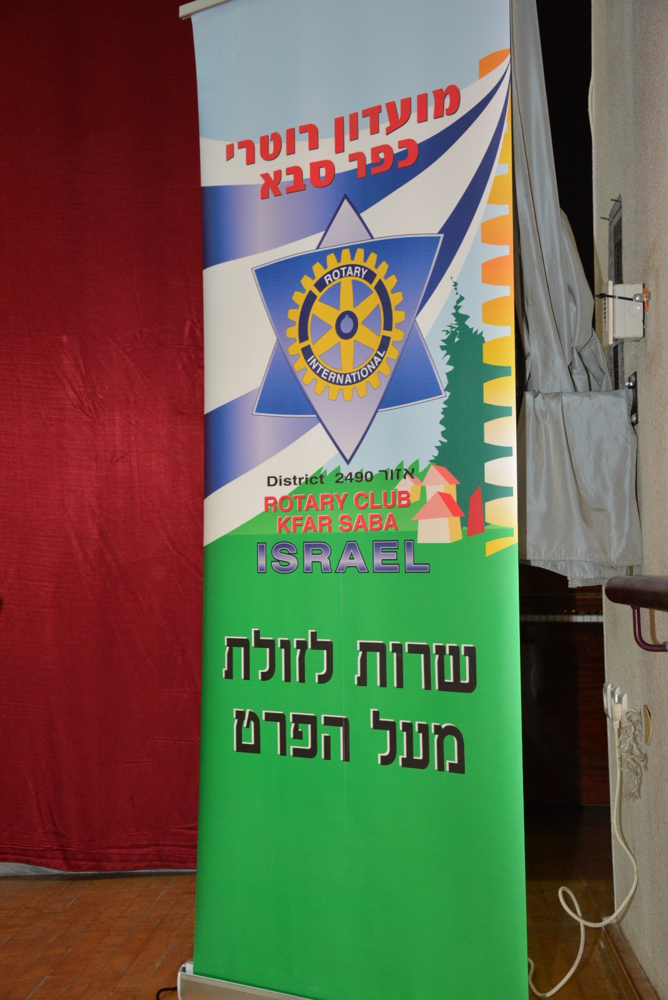 מועדון רוטרי
כפר סבא
ROTARY
INTERNATIONAL
District 2490 אזור
ROTARY CLUB
KFAR SABA
ISRAEL
שרות לזולת
מעל הפרט